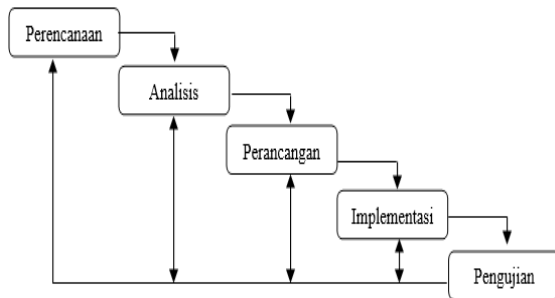 Perencanaan
Analisis
Perancangan
Implementasi
Pengujian